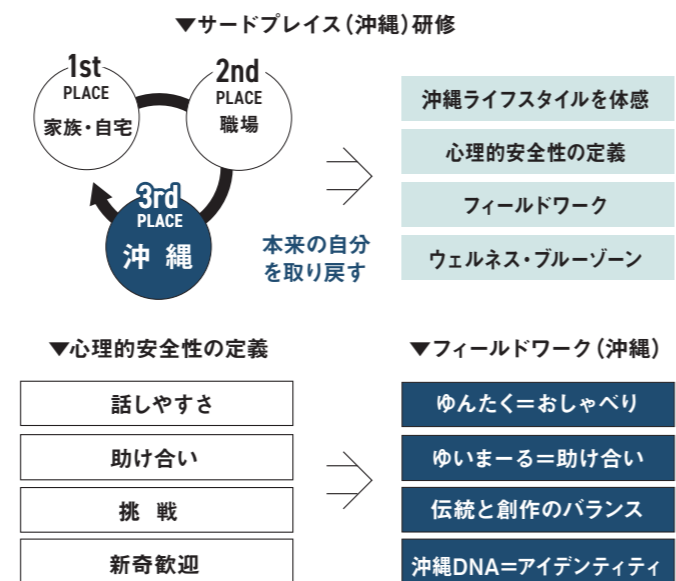 ▼サードプレイス（沖縄）研修
1st
PLACE
家族・自宅
2nd
PLACE
職場
3rd
PLACE
沖縄
本来の自分
を取り戻す
沖縄ライフスタイルを体感
心理的安全性の定義
フィールドワーク
ウェルネス・ブルーゾーン
▼心理的安全性の定義
話しやすさ
助け合い
挑戦
新奇歓迎
▼フィールドワーク（沖縄）
ゆんたく＝おしゃべり
ゆいまーる＝助け合い
伝統と創作のバランス
沖縄DNA＝アイデンティティ